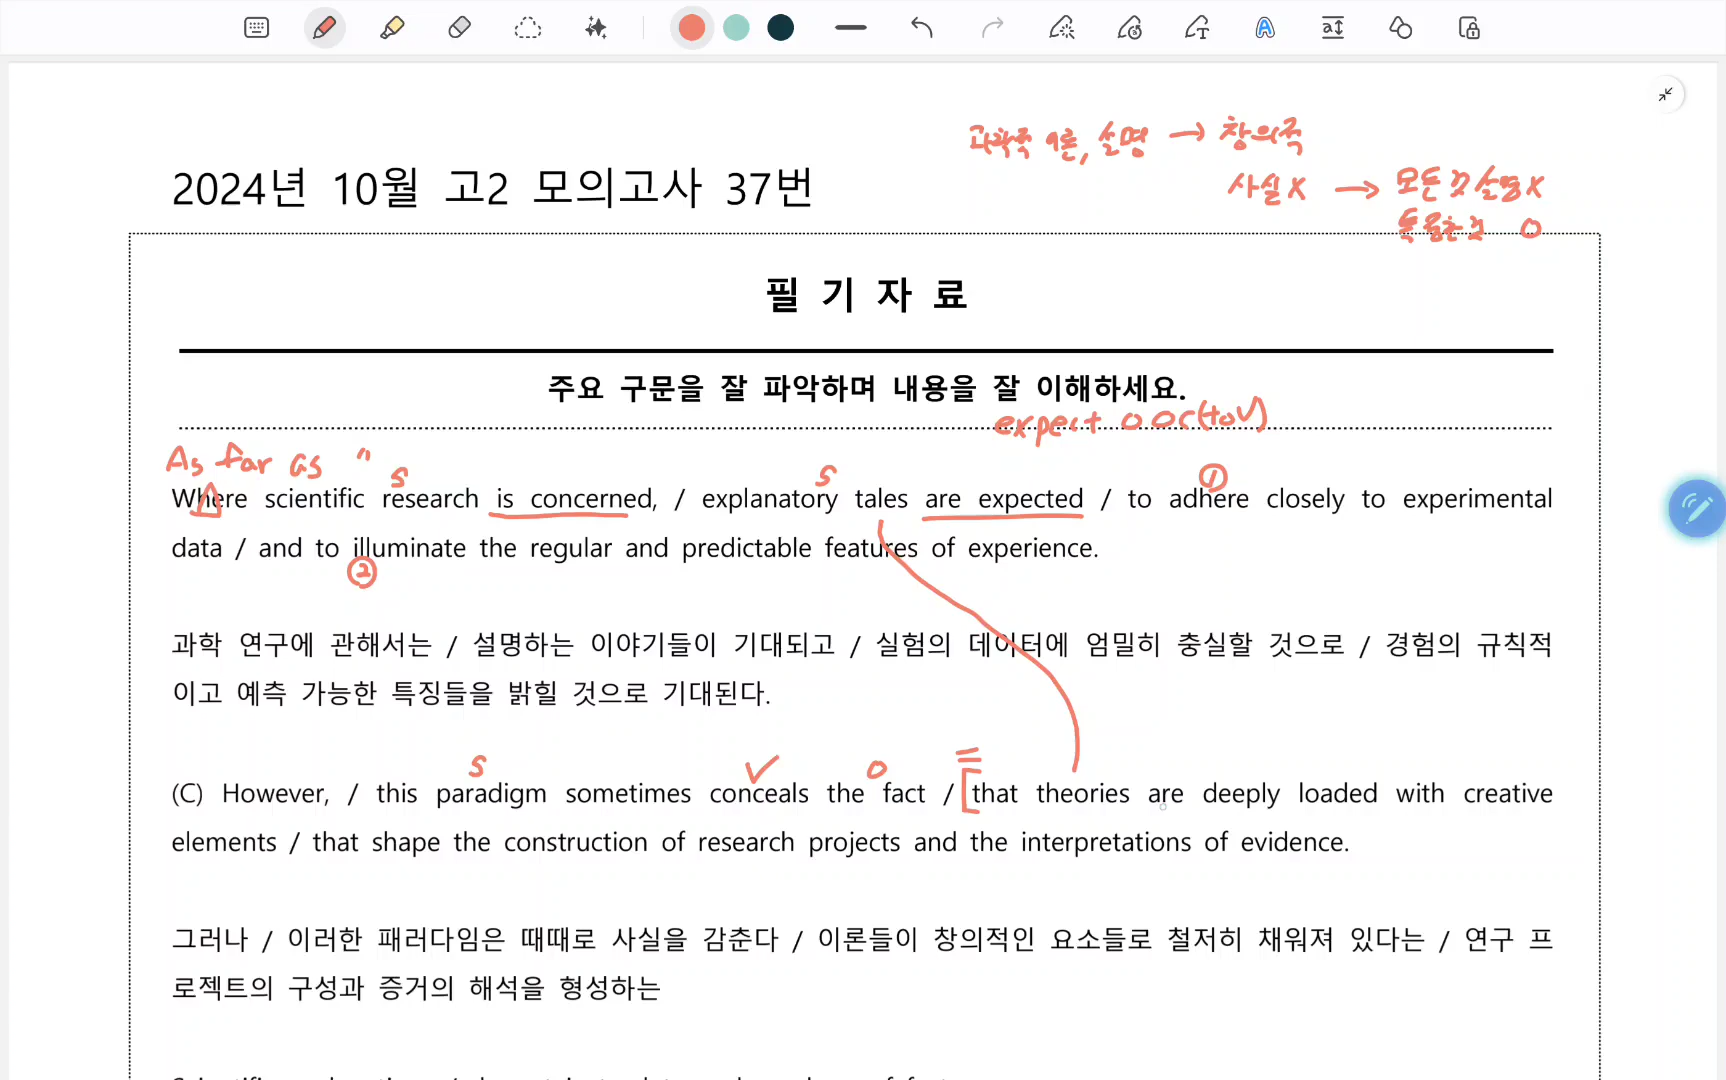 과학적 이론, 설명 → 창의적
2024년 10월 고2 모의고사 37번
사실 X → 모든 것 설명 X
0
필 기 자 료
주요 구문을 잘 파악하며 내용을 잘 이해하세요.
expect O OC(to V)
As far as "
S S ①
Where scientific research is concerned, / explanatory tales are expected / to adhere closely to experimental
data / and to illuminate the regular and predictable features of experience.
②
과학 연구에 관해서는 / 설명하는 이야기들이 기대되고 / 실험의 데이터에 엄밀히 충실할 것으로 / 경험의 규칙적
이고 예측 가능한 특징들을 밝힐 것으로 기대된다.
S O =
(C) However, / this paradigm sometimes conceals the fact / [that theories are deeply loaded with creative
elements / that shape the construction of research projects and the interpretations of evidence.
그러나 / 이러한 패러다임은 때때로 사실을 감춘다 / 이론들이 창의적인 요소들로 철저히 채워져 있다는 / 연구 프
로젝트의 구성과 증거의 해석을 형성하는